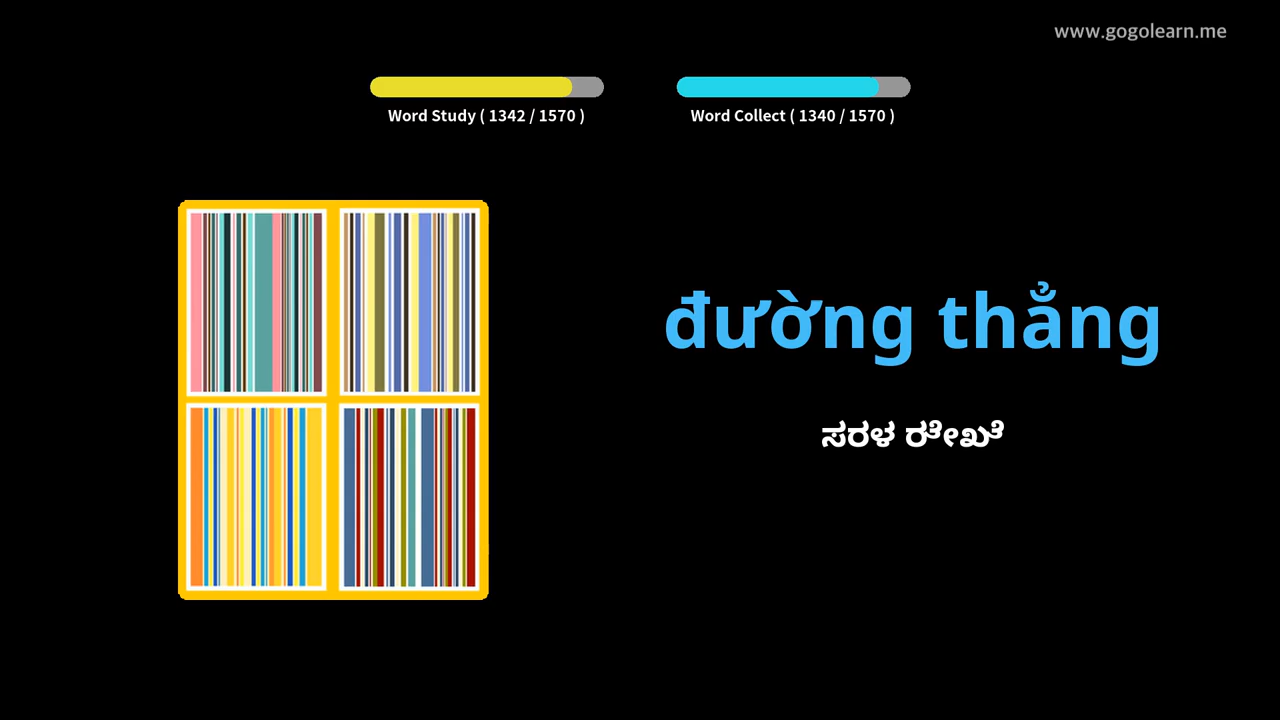 www.gogolearn.me
Word Study ( 1342 / 1570 )
Word Collect ( 1340 / 1570 )
đường thẳng
ಸರಳ ರೇಖೆ